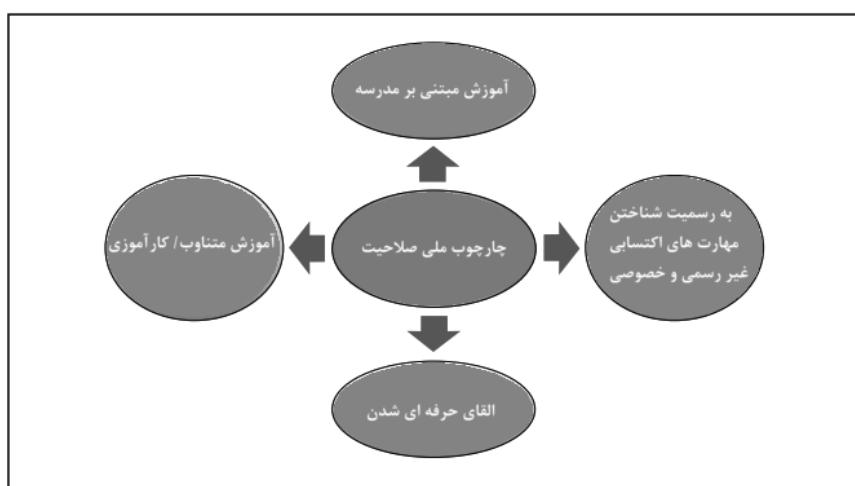 آموزش مبتنی بر مدرسه
به رسمیت شناختن
مهارت های اکتسابی
غیر رسمی و خصوصی
چارچوب ملی صلاحیت
آموزش متناوب/ کارآموزی
القای حرفه ای شدن